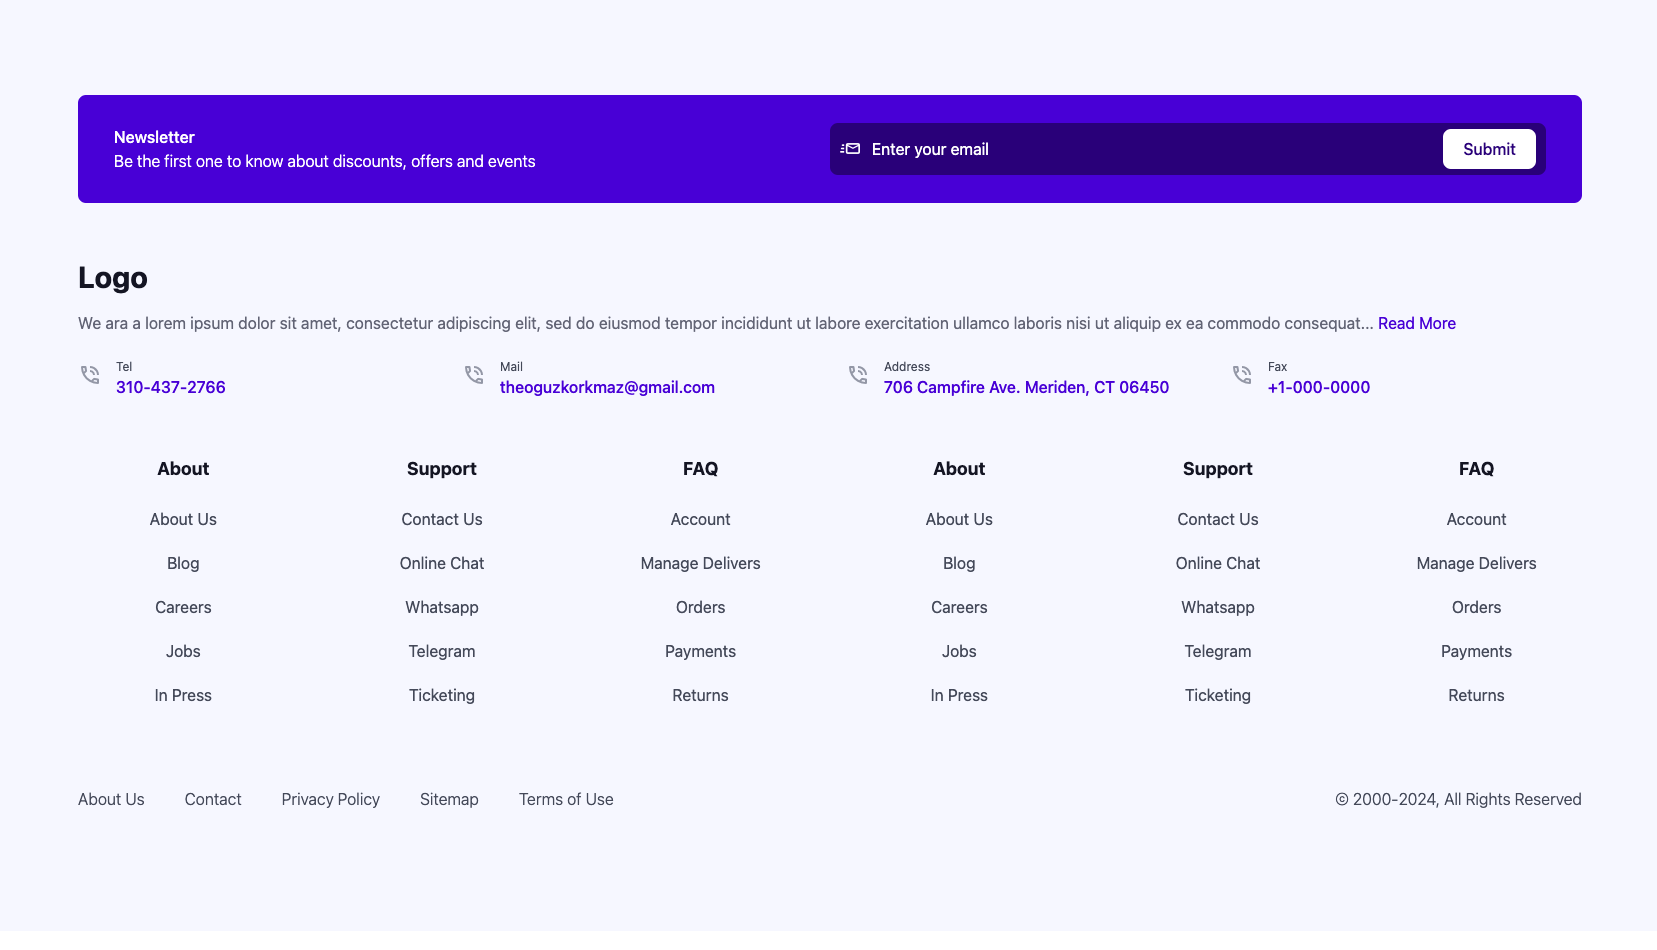 Newsletter
Be the first one to know about discounts, offers and events
Enter your email
Submit
Logo
We ara a lorem ipsum dolor sit amet, consectetur adipiscing elit, sed do eiusmod tempor incididunt ut labore exercitation ullamco laboris nisi ut aliquip ex ea commodo consequat... Read More
Tel
310-437-2766
Mail
theoguzkorkmaz@gmail.com
Address
706 Campfire Ave. Meriden, CT 06450
Fax
+1-000-0000
About
About Us
Blog
Careers
Jobs
In Press
Support
Contact Us
Online Chat
Whatsapp
Telegram
Ticketing
FAQ
Account
Manage Delivers
Orders
Payments
Returns
About
About Us
Blog
Careers
Jobs
In Press
Support
Contact Us
Online Chat
Whatsapp
Telegram
Ticketing
FAQ
Account
Manage Delivers
Orders
Payments
Returns
About Us Contact Privacy Policy Sitemap Terms of Use
© 2000-2024, All Rights Reserved